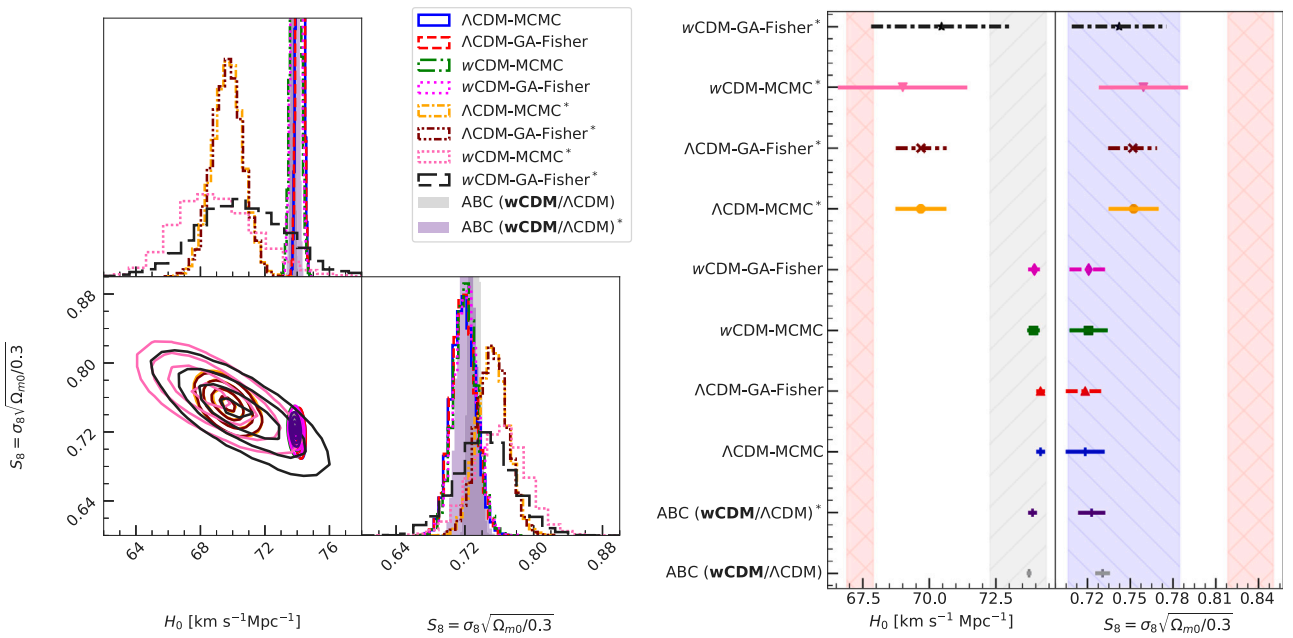 ΛCDM-MCMC
ΛCDM-GA-Fisher
wCDM-MCMC
wCDM-GA-Fisher
ΛCDM-MCMC*
ΛCDM-GA-Fisher*
wCDM-MCMC*
wCDM-GA-Fisher*
ABC (wCDM/ΛCDM)
ABC (wCDM/ΛCDM)*
68 72 76
S₈ = σ₈√Ωₘ₀/0.3
0.88
0.80
0.72
0.64
64 68 72 76
H₀ [km s⁻¹Mpc⁻¹]
0.64 0.72 0.80 0.88
S₈ = σ₈√Ωₘ₀/0.3
wCDM-GA-Fisher*
wCDM-MCMC*
ΛCDM-GA-Fisher*
ΛCDM-MCMC*
wCDM-GA-Fisher
wCDM-MCMC
ΛCDM-GA-Fisher
ΛCDM-MCMC
ABC (wCDM/ΛCDM)*
ABC (wCDM/ΛCDM)
67.5 70.0 72.5
H₀ [km s⁻¹Mpc⁻¹]
0.72 0.75 0.78 0.81 0.84
S₈ = σ₈√Ωₘ₀/0.3